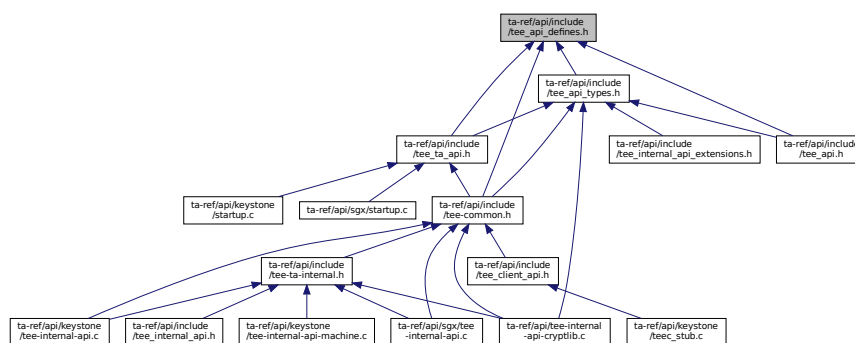 ta-ref/api/include
/tee_api_defines.h
ta-ref/api/include
/tee_api_types.h
ta-ref/api/include
/tee_ta_api.h
ta-ref/api/include
/tee_internal_api_extensions.h
ta-ref/api/include
/tee_api.h
ta-ref/api/keystone
/startup.c
ta-ref/api/sgx/startup.c
ta-ref/api/include
/tee-common.h
ta-ref/api/include
/tee-ta-internal.h
ta-ref/api/include
/tee_client_api.h
ta-ref/api/keystone
/tee-internal-api.c
ta-ref/api/include
/tee_internal_api.h
ta-ref/api/keystone
/tee-internal-api-machine.c
ta-ref/api/sgx/tee
-internal-api.c
ta-ref/api/tee-internal
-api-cryptlib.c
ta-ref/api/keystone
/teec_stub.c